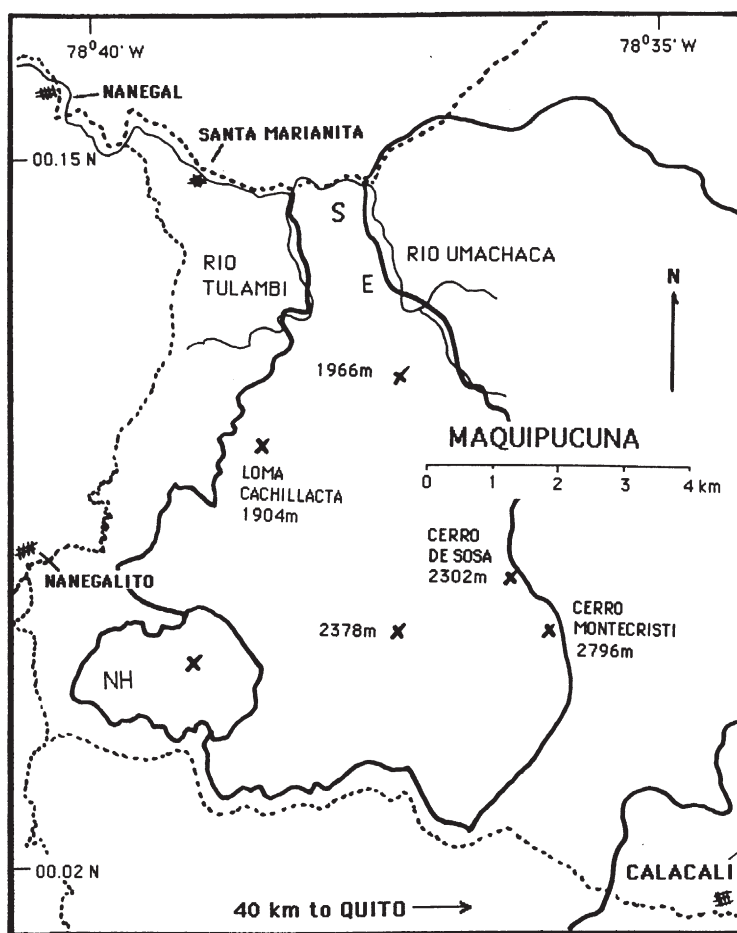 78⁰ 40' W
78⁰ 35' W
NANEGAL
SANTA MARIANITA
00.15 N
S
RIO
TULAMBI
RIO UMACHACA
E
N
1966m
MAQUIPUCUNA
0 1 2 3 4 km
LOMA
CACHILLACTA
1904m
CERRO
DE SOSA
2302m
NANEGALITO
2378m
CERRO
MONTECRISTI
2796m
NH
00.02 N
CALACALI
40 km to QUITO